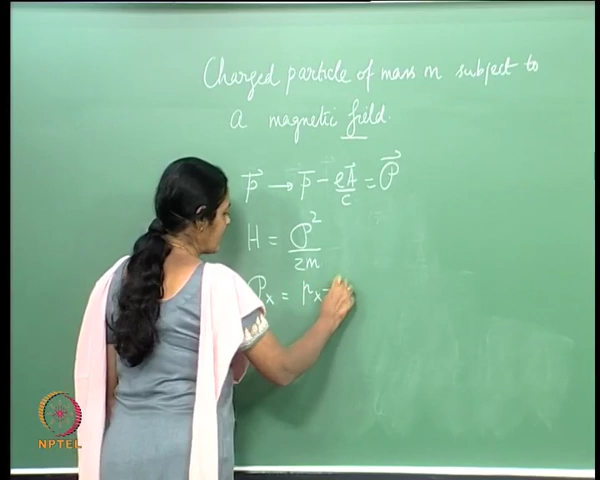 Charged particle of mass m subject to
a magnetic field.
p⃗ → p⃗ - eA⃗/c = 𝒫⃗
H = 𝒫²/2m
𝒫x = px -
NPTEL